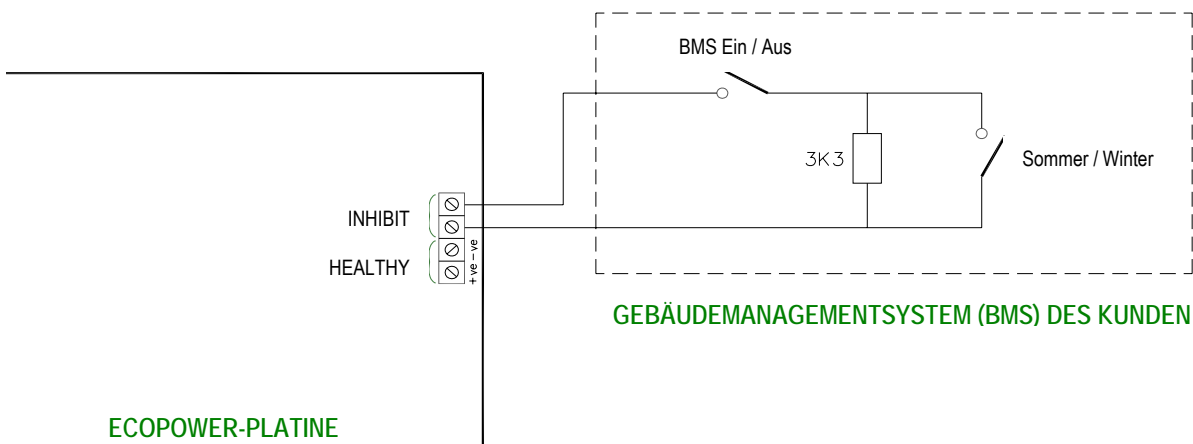 BMS Ein / Aus
3K3
Sommer / Winter
INHIBIT
HEALTHY
+ve -ve
GEBÄUDEMANAGEMENTSYSTEM (BMS) DES KUNDEN
ECOPOWER-PLATINE